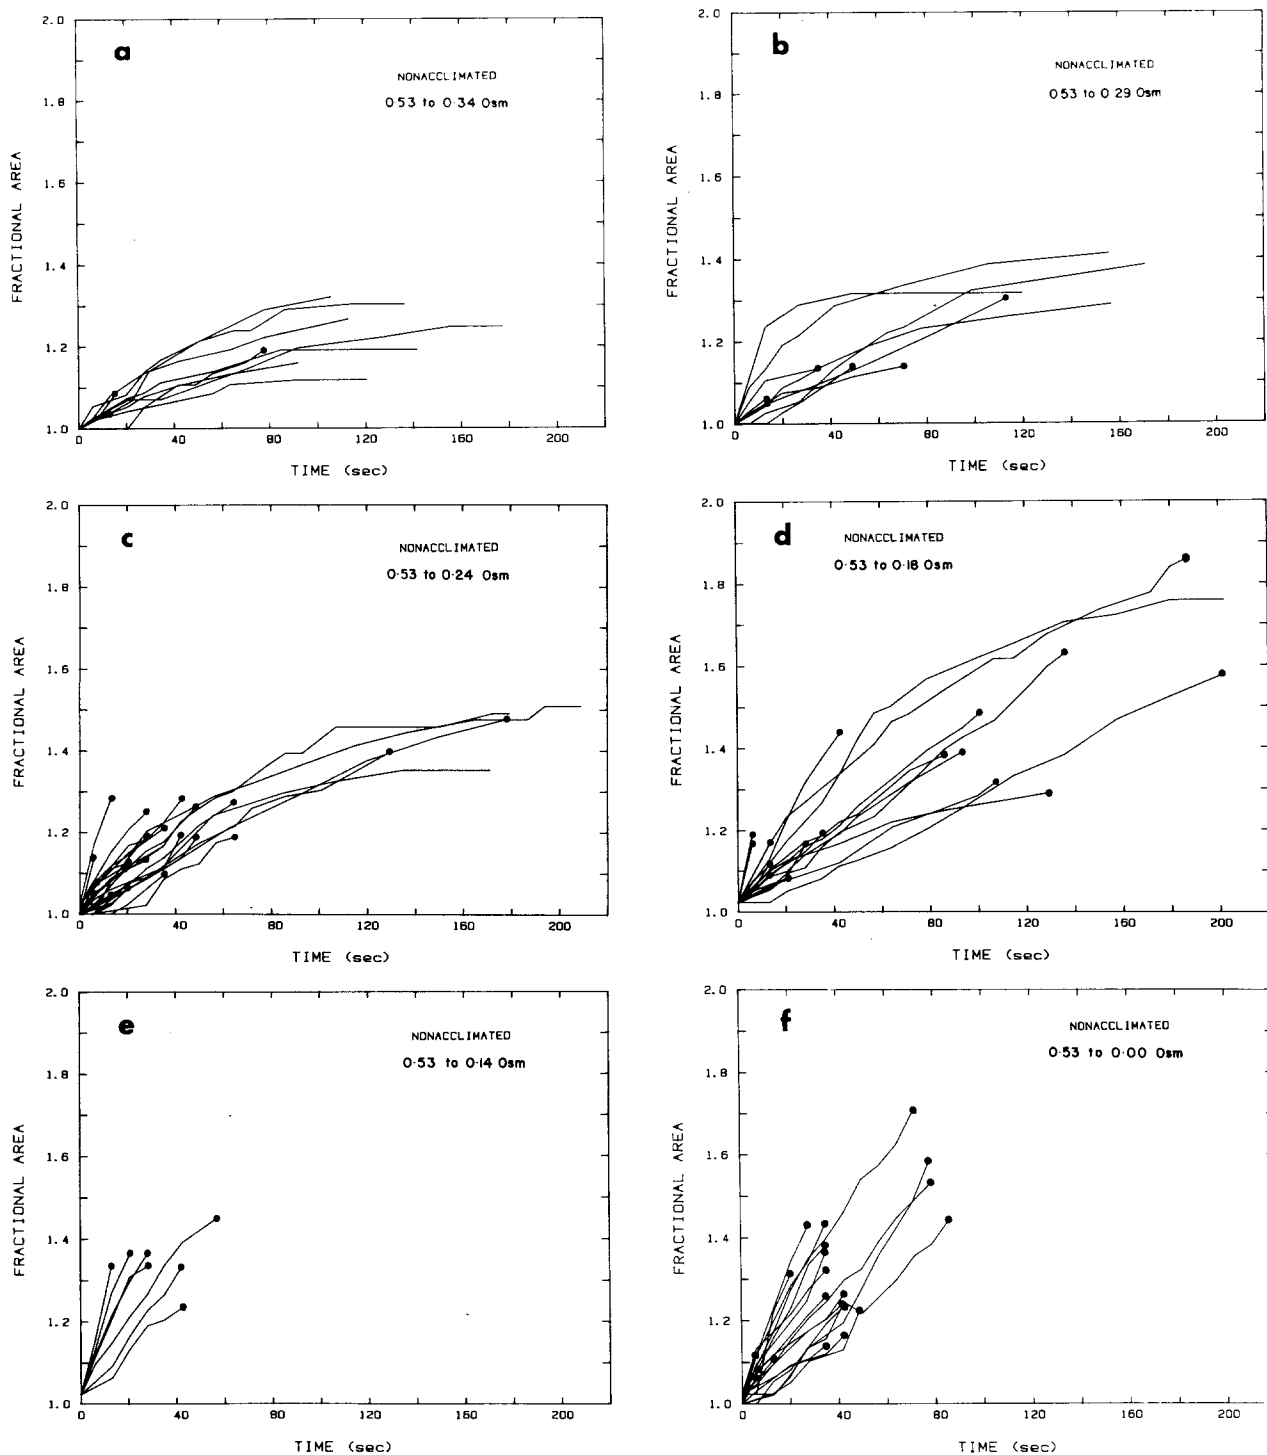 a
NONACCLIMATED
0.53 to 0.34 Osm
FRACTIONAL AREA
2.0
1.8
1.6
1.4
1.2
1.0
0 40 80 120 160 200
TIME (sec)
b
NONACCLIMATED
0.53 to 0.29 Osm
FRACTIONAL AREA
2.0
1.8
1.6
1.4
1.2
1.0
0 40 80 120 160 200
TIME (sec)
c
NONACCLIMATED
0.53 to 0.24 Osm
FRACTIONAL AREA
2.0
1.8
1.6
1.4
1.2
1.0
0 40 80 120 160 200
TIME (sec)
d
NONACCLIMATED
0.53 to 0.18 Osm
FRACTIONAL AREA
2.0
1.8
1.6
1.4
1.2
1.0
0 40 80 120 160 200
TIME (sec)
e
NONACCLIMATED
0.53 to 0.14 Osm
FRACTIONAL AREA
2.0
1.8
1.6
1.4
1.2
1.0
0 40 80 120 160 200
TIME (sec)
f
NONACCLIMATED
0.53 to 0.00 Osm
FRACTIONAL AREA
2.0
1.8
1.6
1.4
1.2
1.0
0 40 80 120 160 200
TIME (sec)